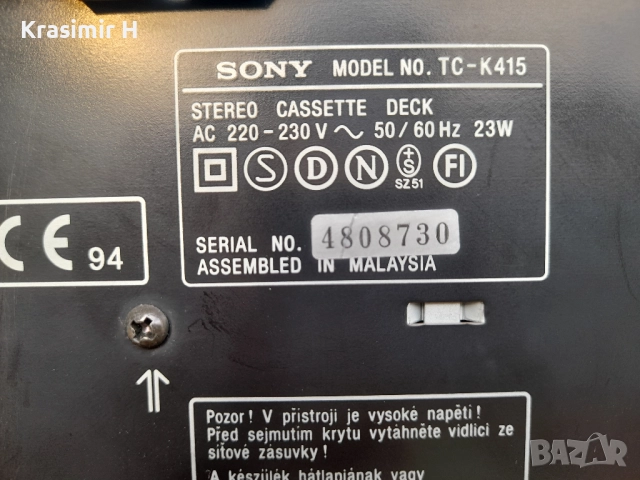 Krasimir H
SONY MODEL NO. TC-K415
STEREO CASSETTE DECK
AC 220-230 V ~ 50/60 Hz 23W
S D N +S FI
SZ51
SERIAL NO. 4808730
ASSEMBLED IN MALAYSIA
CE 94
Pozor! V přístroji je vysoké napětí!
Před sejmutím krytu vytáhněte vidlici ze
síťové zásuvky!
A készülék hátlapjának vagy
BAZAR